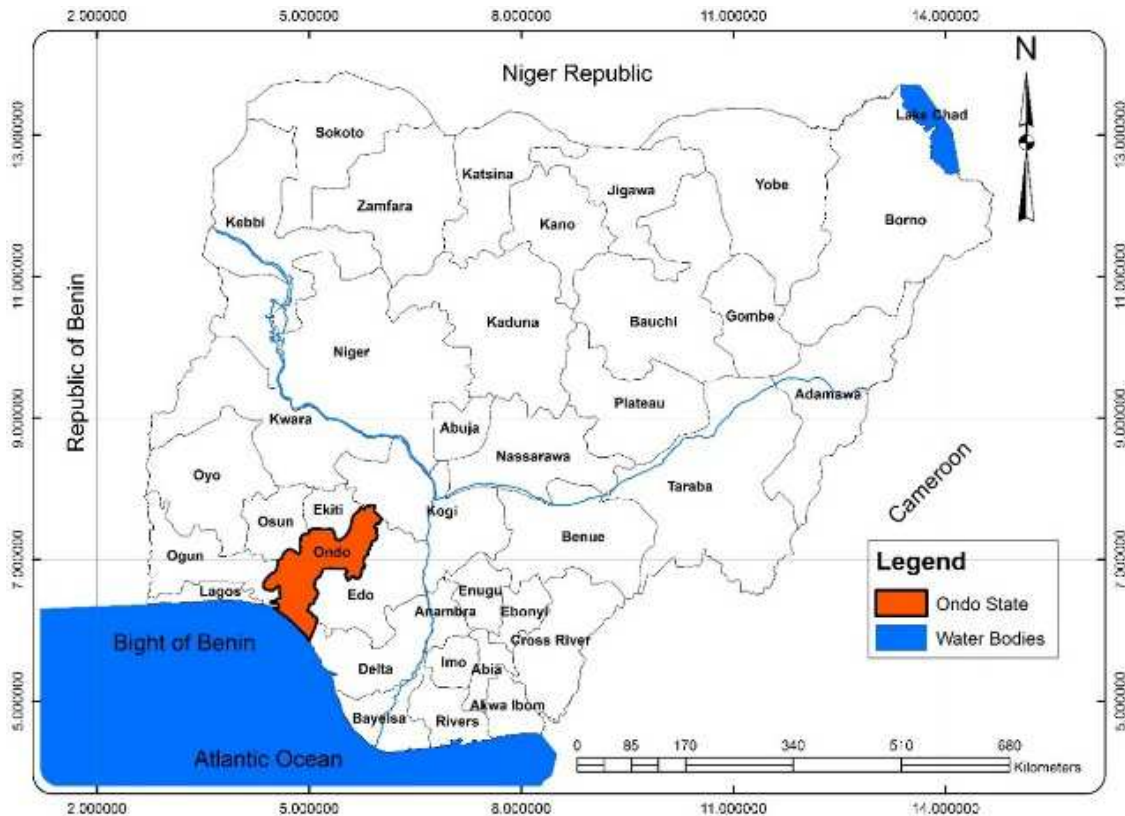 2.000000 5.000000 8.000000 11.000000 14.000000
N
Niger Republic
Lake Chad
13.000000 13.000000
Sokoto
Katsina
Yobe
Jigawa
Zamfara
Kebbi
Kano
Borno
11.000000 11.000000
Republic of Benin
Kaduna
Bauchi
Gombe
Niger
Adamawa
Plateau
9.000000 9.000000
Kwara
Abuja
Nassarawa
Oyo
Taraba
Cameroon
Ekiti
Kogi
Osun
Benue
Ogun
Ondo
7.000000 7.000000
Legend
Ondo State
Water Bodies
Lagos
Edo
Enugu
Anambra
Ebonyi
Cross River
Bight of Benin
Delta
Imo
Abia
5.000000 5.000000
Akwa Ibom
Bayelsa
Rivers
Atlantic Ocean
0 85 170 340 510 680
Kilometers
2.000000 5.000000 8.000000 11.000000 14.000000